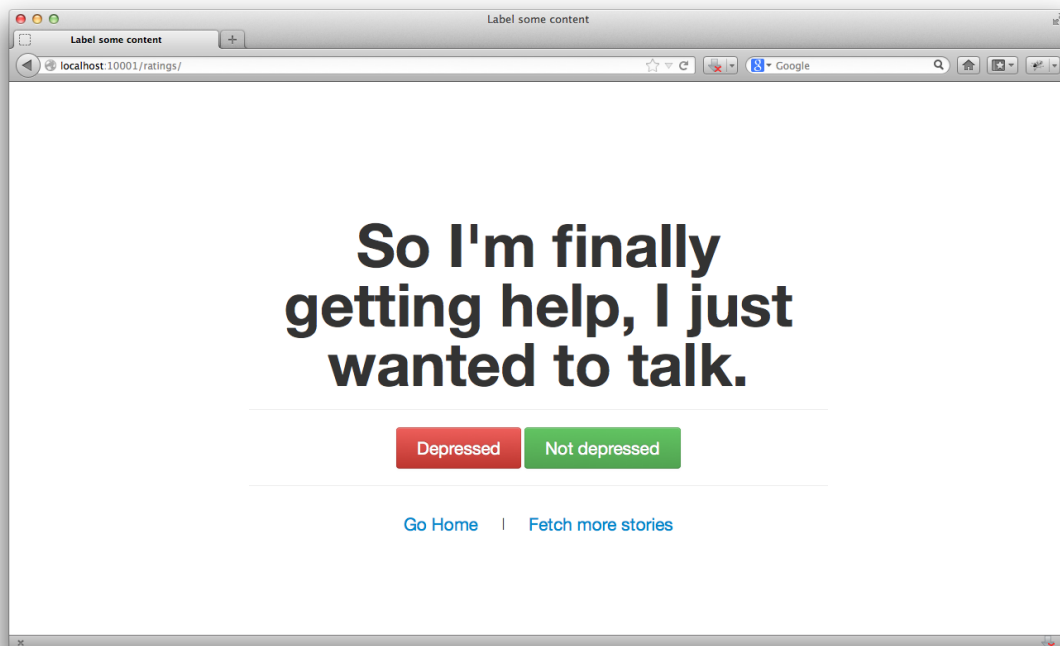 Label some content
Label some content
localhost:10001/ratings/
Google
So I'm finally
getting help, I just
wanted to talk.
Depressed Not depressed
Go Home | Fetch more stories